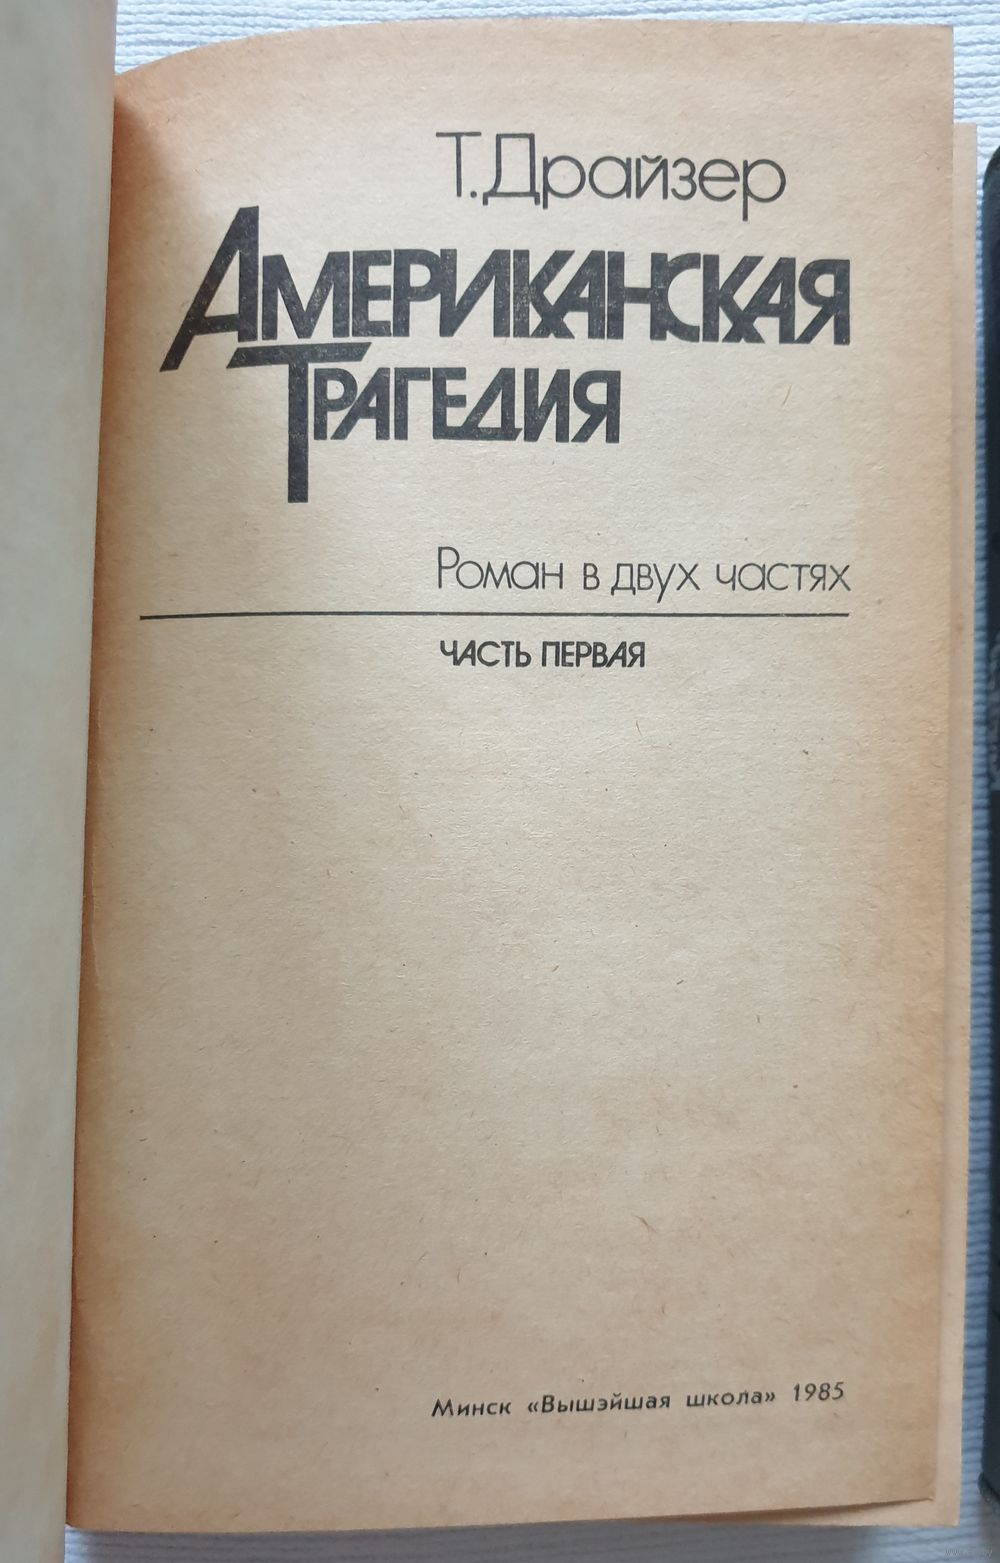 Т. Драйзер
АМЕРИКАНСКАЯ
ТРАГЕДИЯ
Роман в двух частях
ЧАСТЬ ПЕРВАЯ
Минск «Вышэйшая школа» 1985